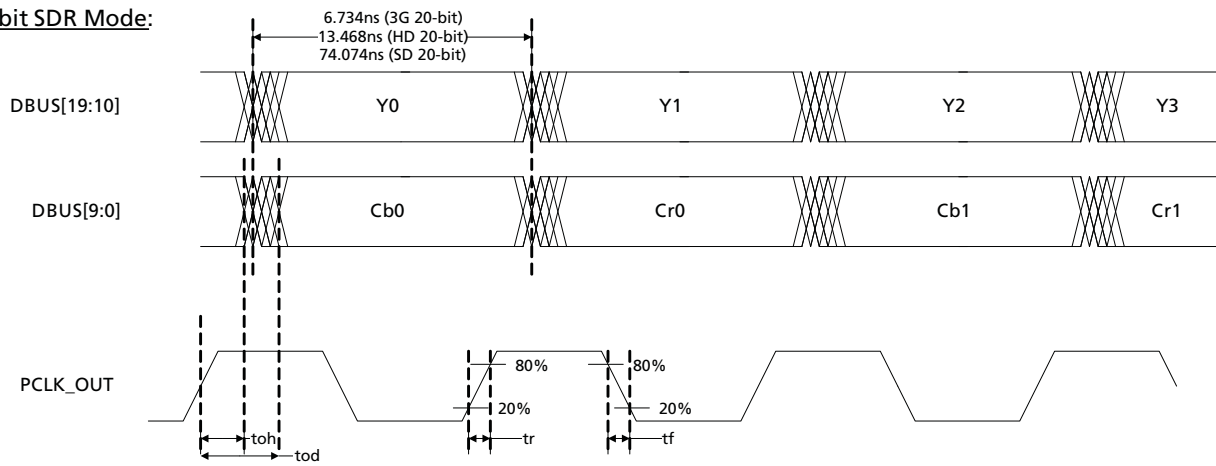 bit SDR Mode:
6.734ns (3G 20-bit)
13.468ns (HD 20-bit)
74.074ns (SD 20-bit)
DBUS[19:10]
Y0
Y1
Y2
Y3
DBUS[9:0]
Cb0
Cr0
Cb1
Cr1
PCLK_OUT
80%
80%
20%
20%
toh
tr
tf
tod